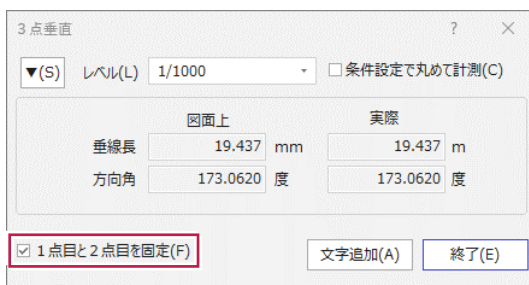 3点垂直 ? ×
▼(S) レベル(L) 1/1000 条件設定で丸めて計測(C)
図面上 実際
垂線長 19.437 mm 19.437 m
方向角 173.0620 度 173.0620 度
1点目と2点目を固定(F) 文字追加(A) 終了(E)